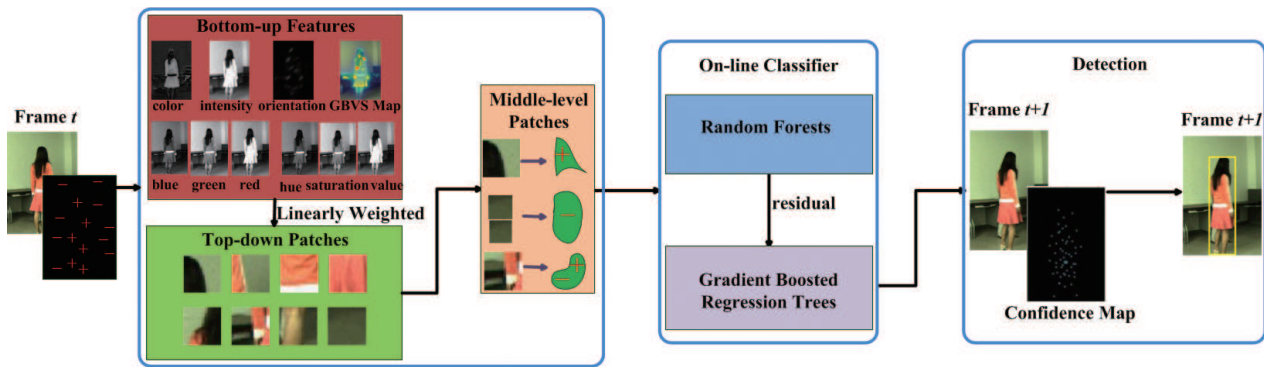 Frame t
Bottom-up Features
color intensity orientation GBVS Map
blue green red hue saturation value
Linearly Weighted
Top-down Patches
Middle-level
Patches
On-line Classifier
Random Forests
residual
Gradient Boosted
Regression Trees
Detection
Frame t+1
Frame t+1
Confidence Map